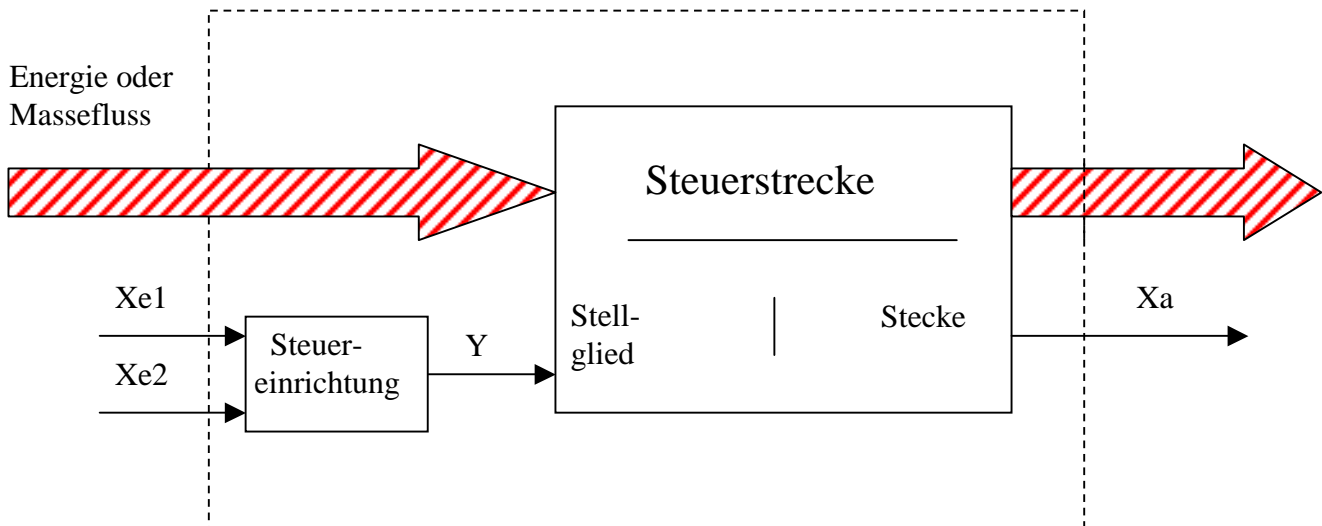 Energie oder
Massefluss
Steuerstrecke
Xe1
Xe2
Steuer-
einrichtung
Y
Stell-
glied
Stecke
Xa